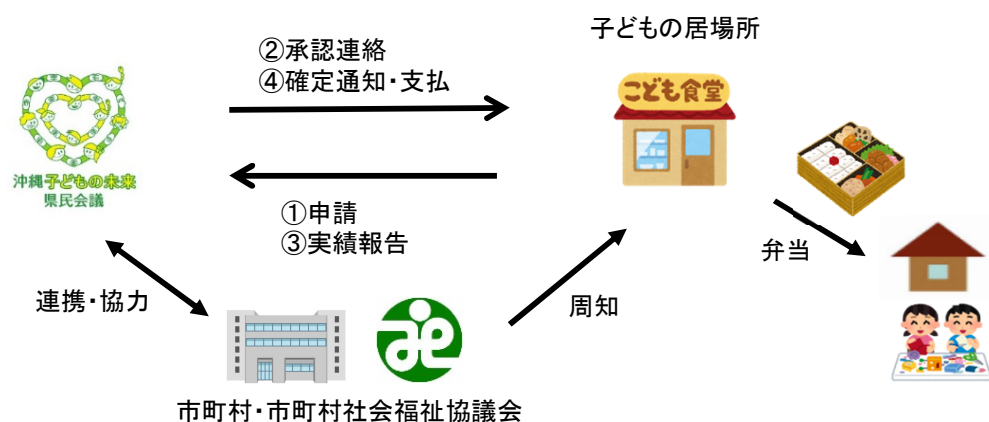 子どもの居場所
②承認連絡
④確定通知・支払
こども食堂
沖縄子どもの未来
県民会議
①申請
③実績報告
弁当
連携・協力
周知
市町村・市町村社会福祉協議会